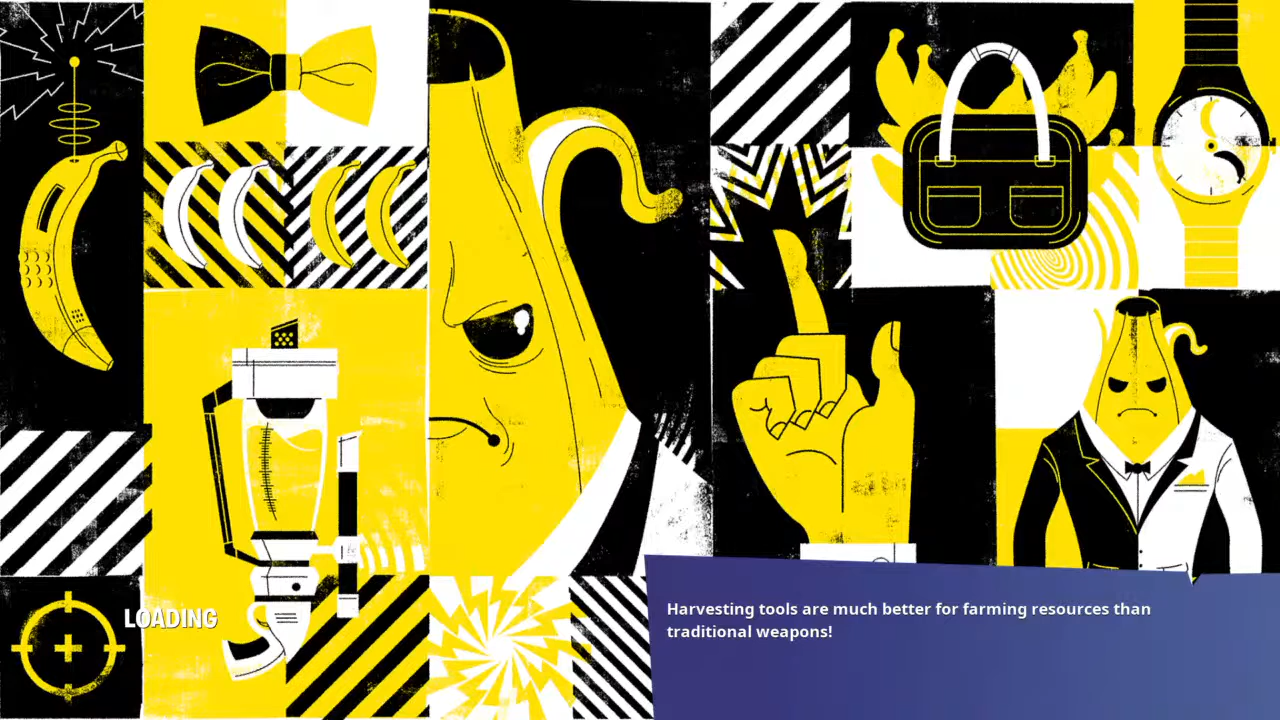 LOADING
Harvesting tools are much better for farming resources than
traditional weapons!